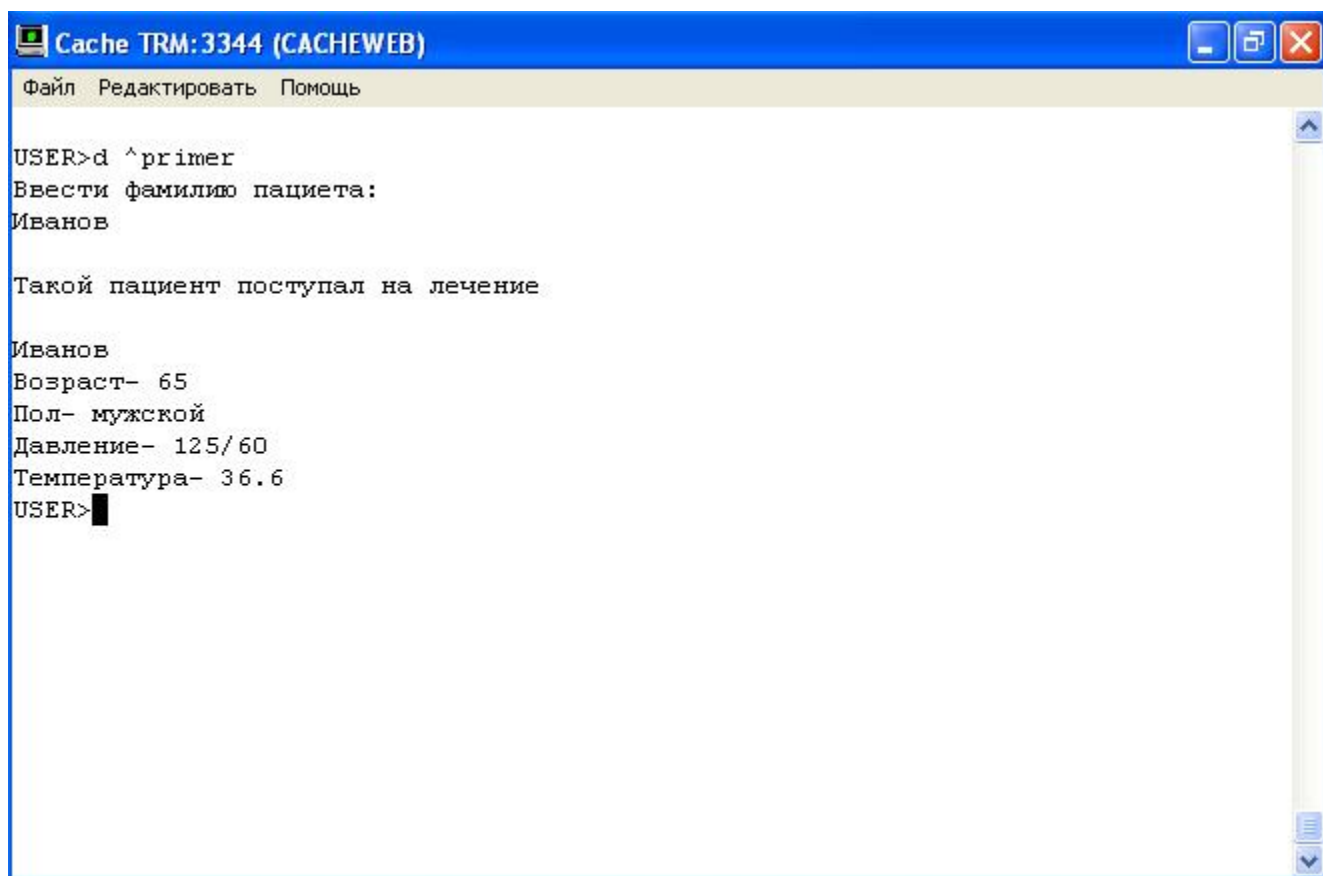 Cache TRM:3344 (CACHEWEB)
Файл Редактировать Помощь
USER>d ^primer
Ввести фамилию пациета:
Иванов
Такой пациент поступал на лечение
Иванов
Возраст- 65
Пол- мужской
Давление- 125/60
Температура- 36.6
USER>